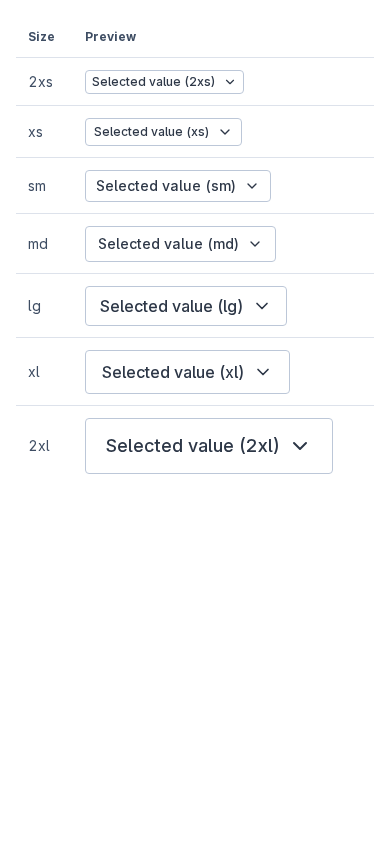 Size Preview
2xs Selected value (2xs)
xs Selected value (xs)
sm Selected value (sm)
md Selected value (md)
lg Selected value (lg)
xl Selected value (xl)
2xl Selected value (2xl)